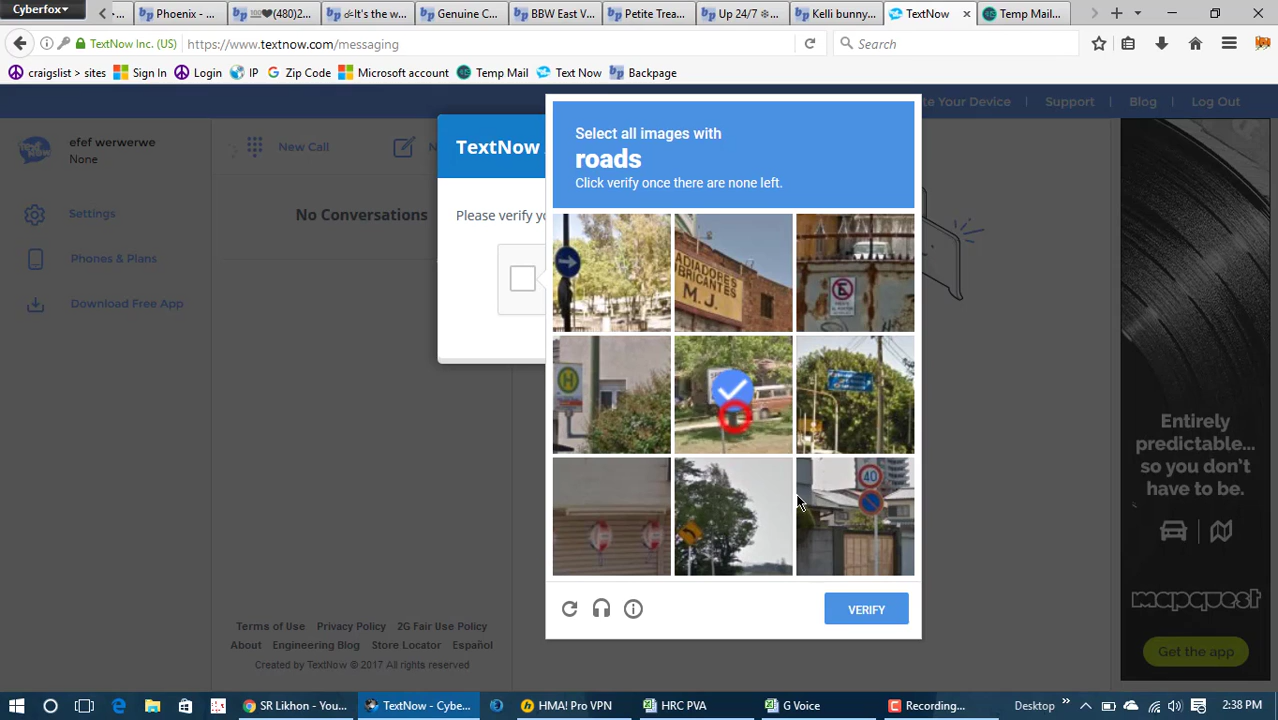 Cyberfox
Phoenix - ...
(480)2...
It's the w...
Genuine C...
BBW East V...
Petite Trea...
Up 24/7
Kelli bunny...
TextNow
Temp Mail...
TextNow Inc. (US)
https://www.textnow.com/messaging
Search
craigslist > sites
Sign In
Login
IP
Zip Code
Microsoft account
Temp Mail
Text Now
Backpage
te Your Device
Support
Blog
Log Out
efef werwerwe
None
New Call
N
No Conversations
Settings
Phones & Plans
Download Free App
TextNow
Please verify yo
Select all images with
roads
Click verify once there are none left.
ADIADORES
UBRICANTES
M.J.
E
H
40
VERIFY
Terms of Use
Privacy Policy
2G Fair Use Policy
About
Engineering Blog
Store Locator
Español
Created by TextNow © 2017 All rights reserved
Entirely
predictable...
so you don't
have to be.
mapquest
Get the app
SR Likhon - You...
TextNow - Cybe...
HMA! Pro VPN
HRC PVA
G Voice
Recording...
Desktop
2:38 PM